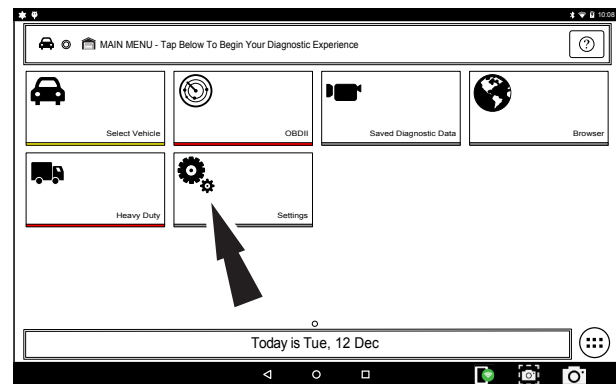 10:08
MAIN MENU - Tap Below To Begin Your Diagnostic Experience
?
Select Vehicle
OBDII
Saved Diagnostic Data
Browser
Heavy Duty
Settings
Today is Tue, 12 Dec